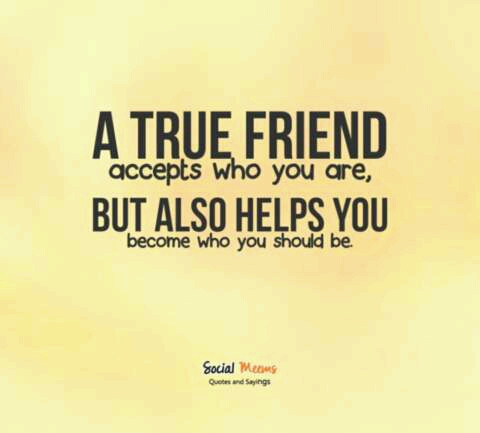 A TRUE FRIEND
accepts who you are,
BUT ALSO HELPS YOU
become who you should be.
Social Meems
Quotes and Sayings